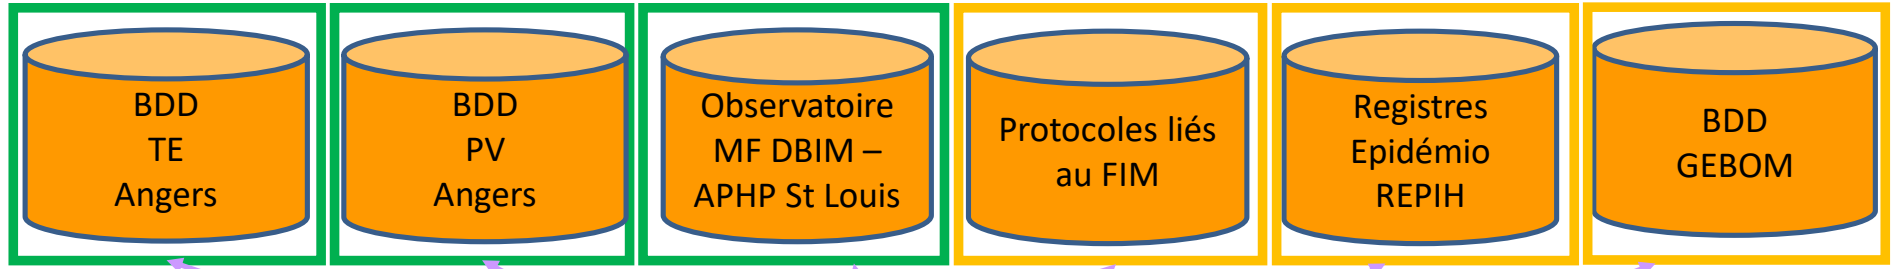 BDD
TE
Angers
BDD
PV
Angers
Observatoire
MF DBIM –
APHP St Louis
Protocoles liés
au FIM
Registres
Epidémio
REPIH
BDD
GEBOM